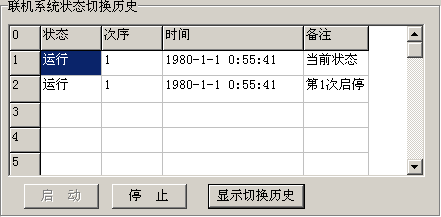 联机系统状态切换历史
0 状态 次序 时间 备注
1 运行 1 1980-1-1 0:55:41 当前状态
2 运行 1 1980-1-1 0:55:41 第1次启停
3
4
5
启 动 停 止 显示切换历史